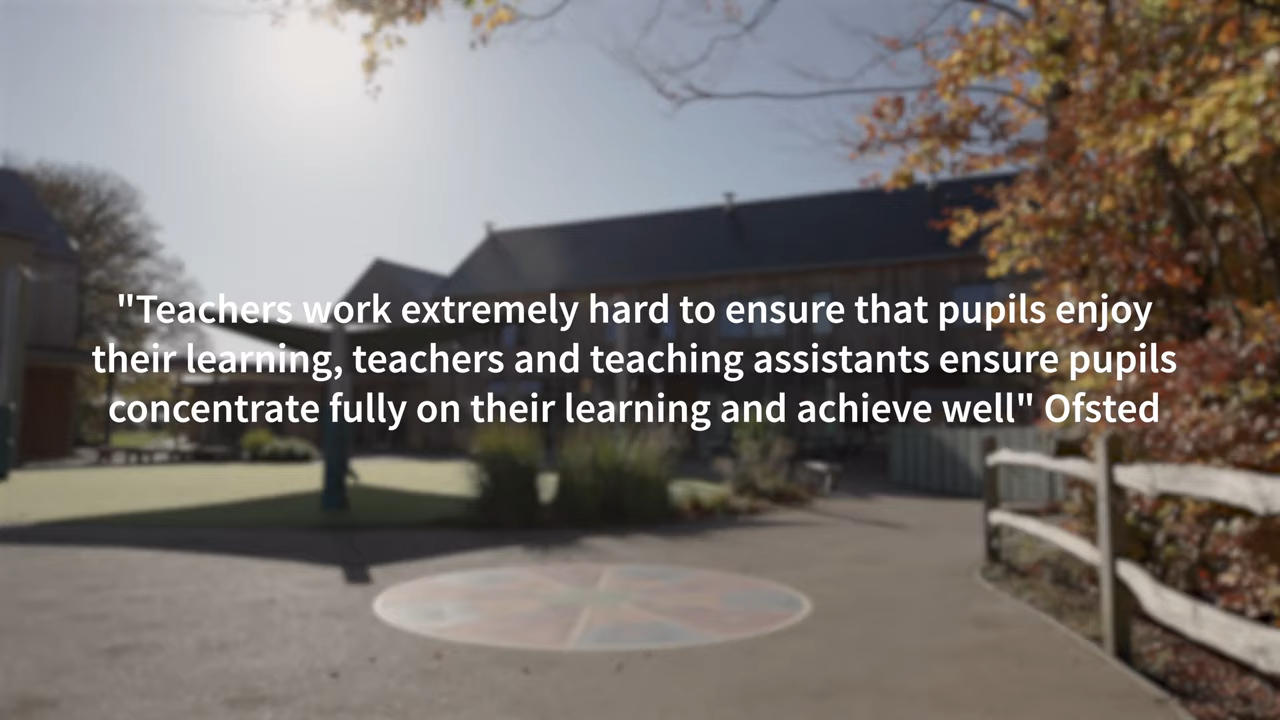 "Teachers work extremely hard to ensure that pupils enjoy
their learning, teachers and teaching assistants ensure pupils
concentrate fully on their learning and achieve well" Ofsted